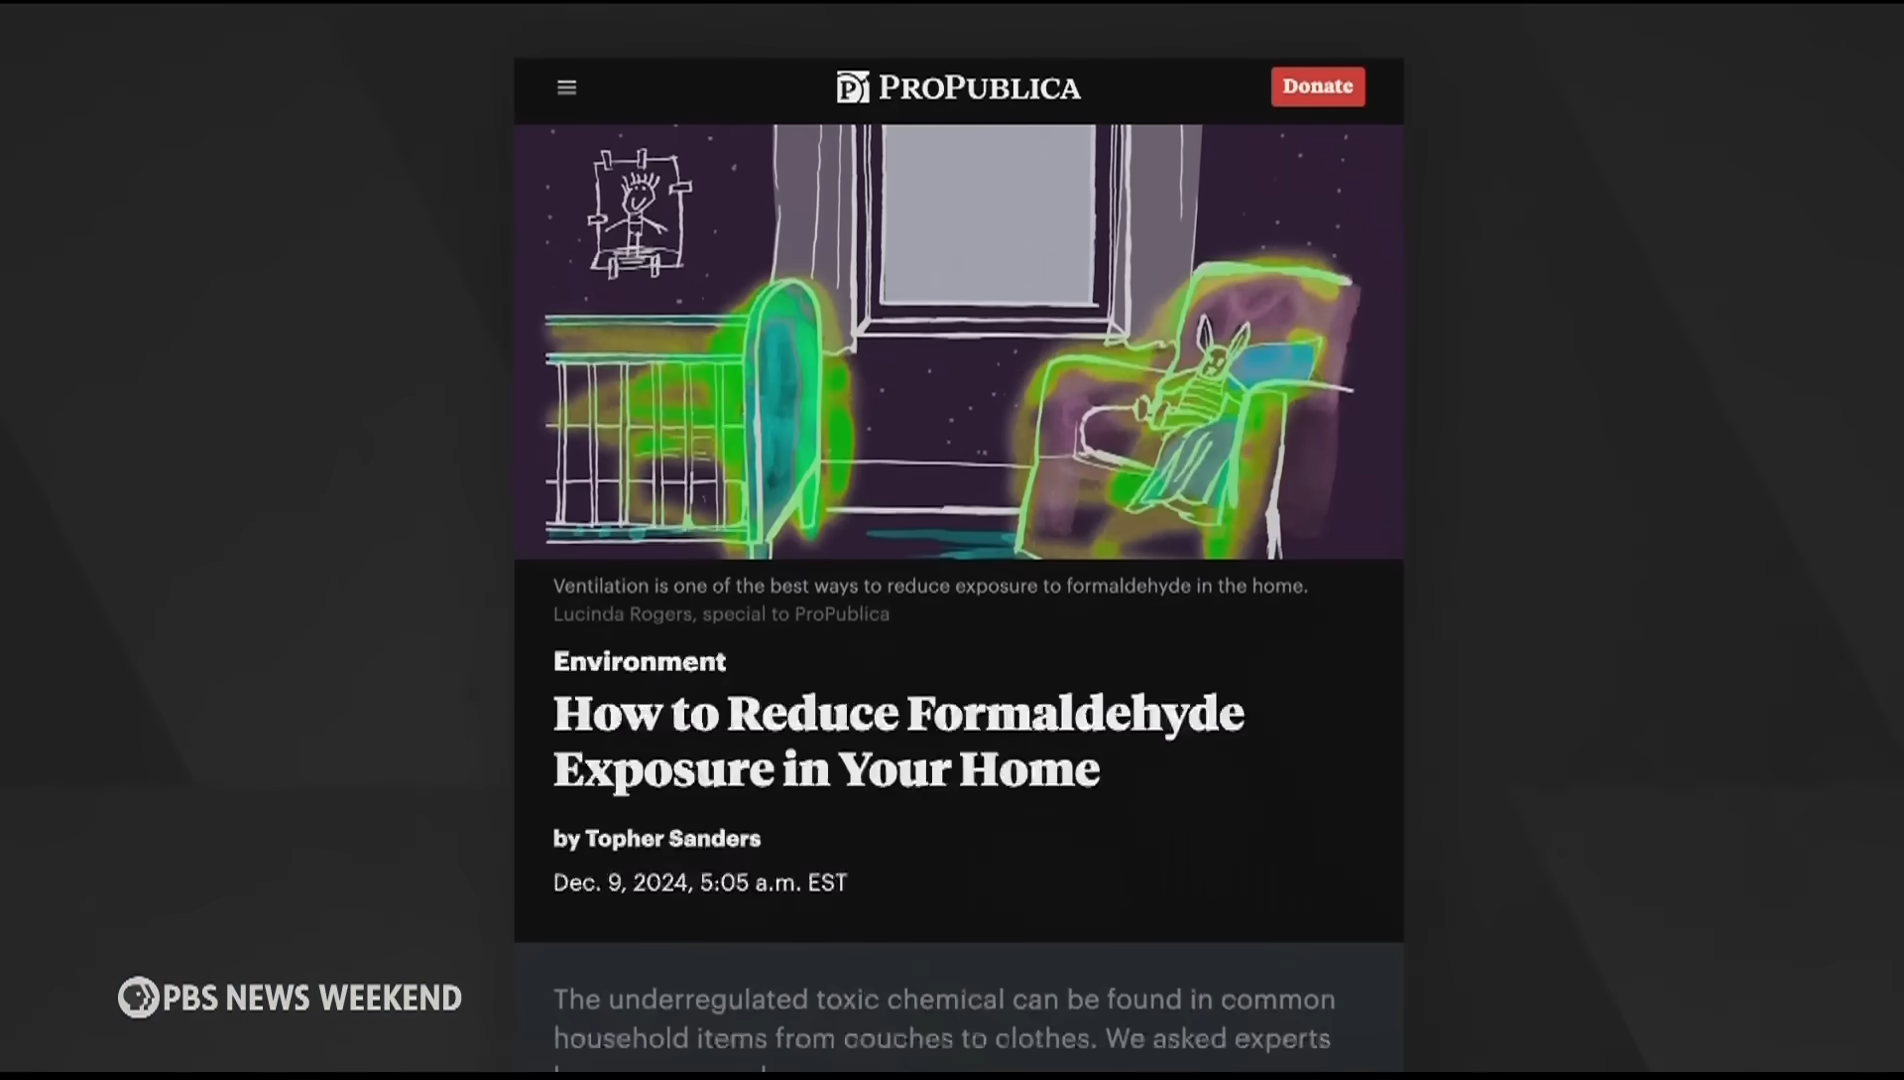 PROPUBLICA
Donate
Ventilation is one of the best ways to reduce exposure to formaldehyde in the home.
Lucinda Rogers, special to ProPublica
Environment
How to Reduce Formaldehyde
Exposure in Your Home
by Topher Sanders
Dec. 9, 2024, 5:05 a.m. EST
The underregulated toxic chemical can be found in common
household items from couches to clothes. We asked experts
PBS NEWS WEEKEND